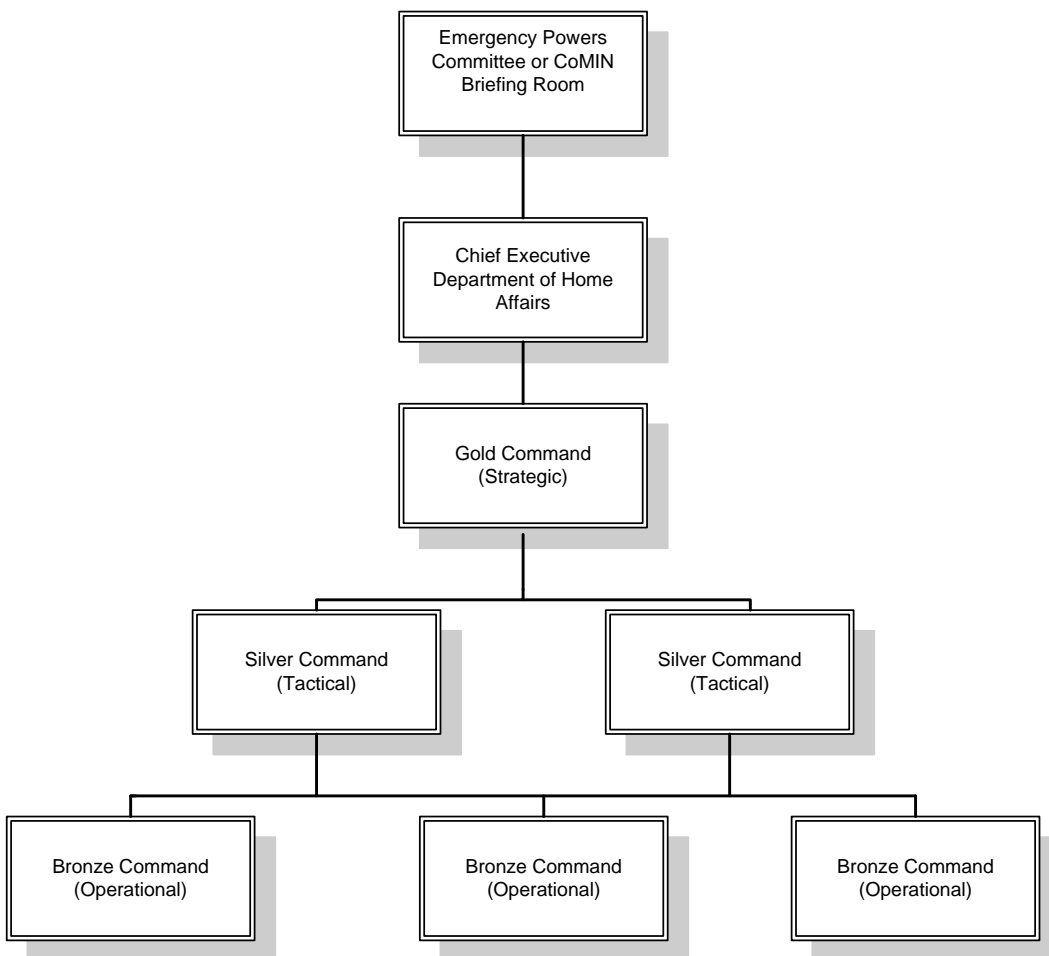 Emergency Powers
Committee or CoMIN
Briefing Room
Chief Executive
Department of Home
Affairs
Gold Command
(Strategic)
Silver Command
(Tactical)
Silver Command
(Tactical)
Bronze Command
(Operational)
Bronze Command
(Operational)
Bronze Command
(Operational)